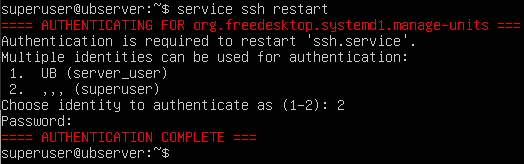 superuser@ubserver:~$ service ssh restart
==== AUTHENTICATING FOR org.freedesktop.systemd1.manage-units ===
Authentication is required to restart 'ssh.service'.
Multiple identities can be used for authentication:
 1.  UB (server_user)
 2.  ,,, (superuser)
Choose identity to authenticate as (1-2): 2
Password:
==== AUTHENTICATION COMPLETE ===
superuser@ubserver:~$